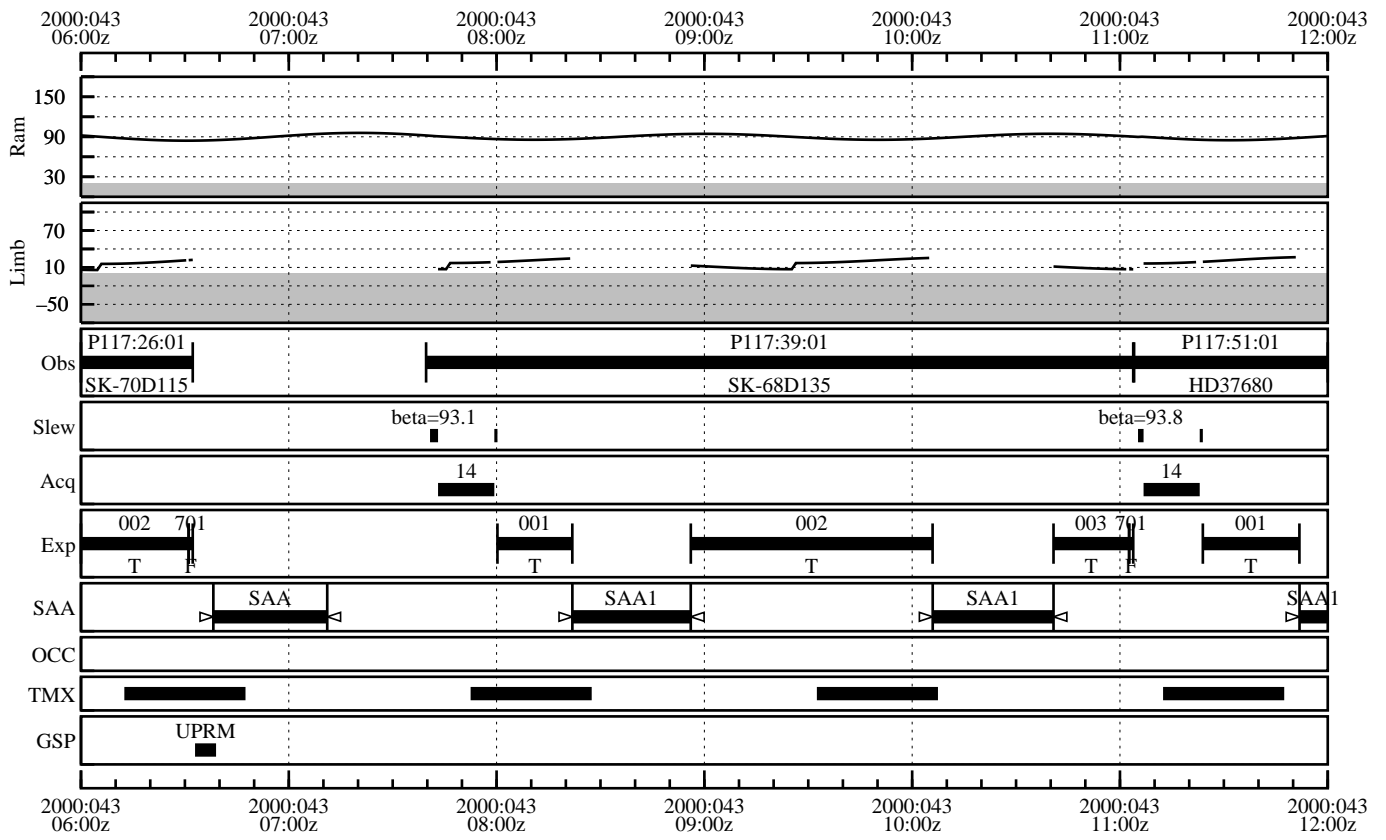 2000:043 2000:043 2000:043 2000:043 2000:043 2000:043 2000:043
06:00z 07:00z 08:00z 09:00z 10:00z 11:00z 12:00z
Ram
150
90
30
Limb
70
10
−50
Obs
P117:26:01 P117:39:01 P117:51:01
SK-70D115 SK-68D135 HD37680
Slew
beta=93.1 beta=93.8
Acq
14 14
Exp
002 701 001 002 003 701 001
T F T T T F T
SAA
SAA SAA1 SAA1 SAA1
OCC
TMX
GSP
UPRM
2000:043 2000:043 2000:043 2000:043 2000:043 2000:043 2000:043
06:00z 07:00z 08:00z 09:00z 10:00z 11:00z 12:00z